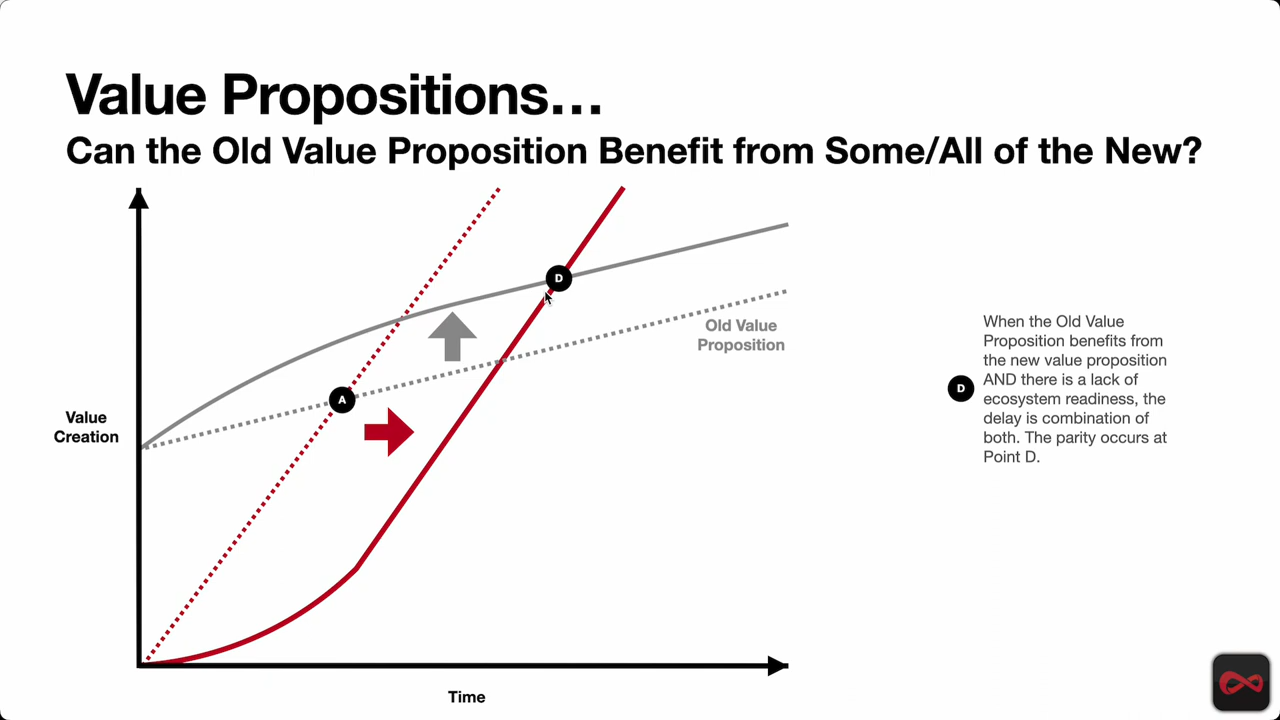 Value Propositions…
Can the Old Value Proposition Benefit from Some/All of the New?
D
A
Old Value
Proposition
Value
Creation
Time
D
When the Old Value
Proposition benefits from
the new value proposition
AND there is a lack of
ecosystem readiness, the
delay is combination of
both. The parity occurs at
Point D.